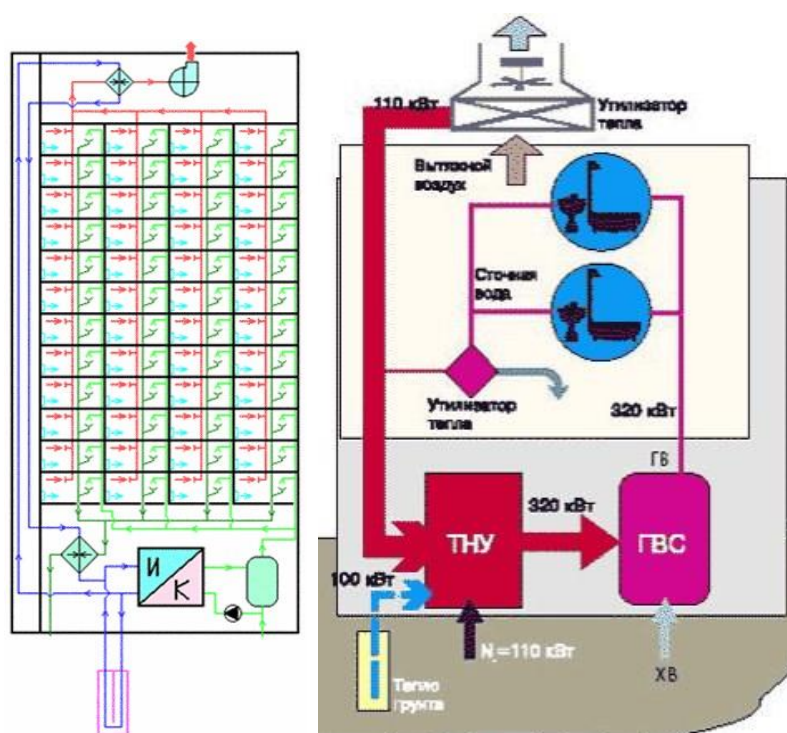 И
К
110 кВт
Утилизатор
тепла
Вытяжной
воздух
Сточная
вода
Утилизатор
тепла
320 кВт
ГВ
320 кВт
ТНУ
ГВС
100 кВт
N =110 кВт
ХВ
Тепло
грунта